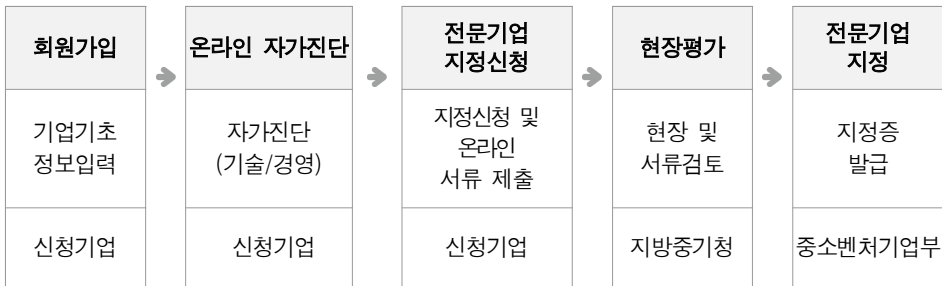 회원가입
온라인 자가진단
전문기업
지정신청
현장평가
전문기업
지정
기업기초
정보입력
자가진단
(기술/경영)
지정신청 및
온라인
서류 제출
현장 및
서류검토
지정증
발급
신청기업
신청기업
신청기업
지방중기청
중소벤처기업부